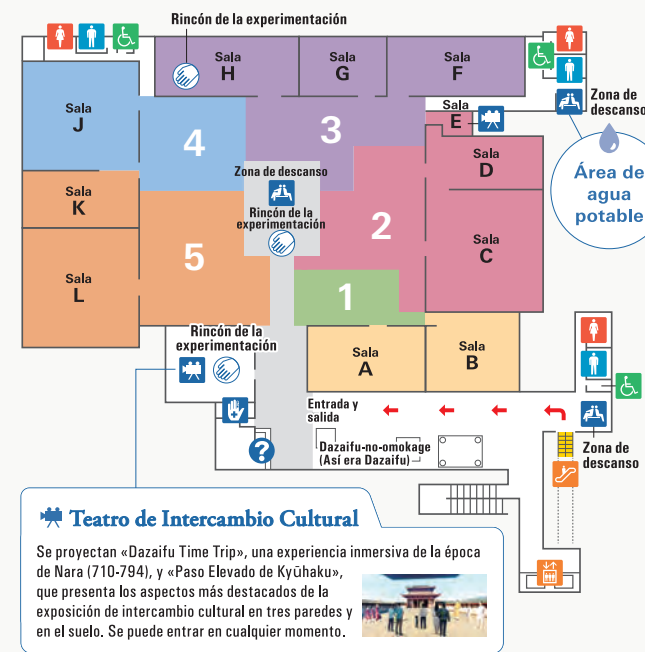 Rincón de la experimentación
Sala
H
Sala
G
Sala
F
Sala
J
4
3
Sala
E
Zona de
descanso
Área de
agua
potable
Sala
D
Zona de descanso
Rincón de la
experimentación
Sala
K
2
Sala
C
5
Sala
L
1
Rincón de la
experimentación
Sala
A
Sala
B
Entrada y
salida
Dazaifu-no-omokage
(Así era Dazaifu)
Zona de
descanso
?
Teatro de Intercambio Cultural
Se proyectan «Dazaifu Time Trip», una experiencia inmersiva de la época
de Nara (710-794), y «Paso Elevado de Kyūhaku»,
que presenta los aspectos más destacados de la
exposición de intercambio cultural en tres paredes y
en el suelo. Se puede entrar en cualquier momento.